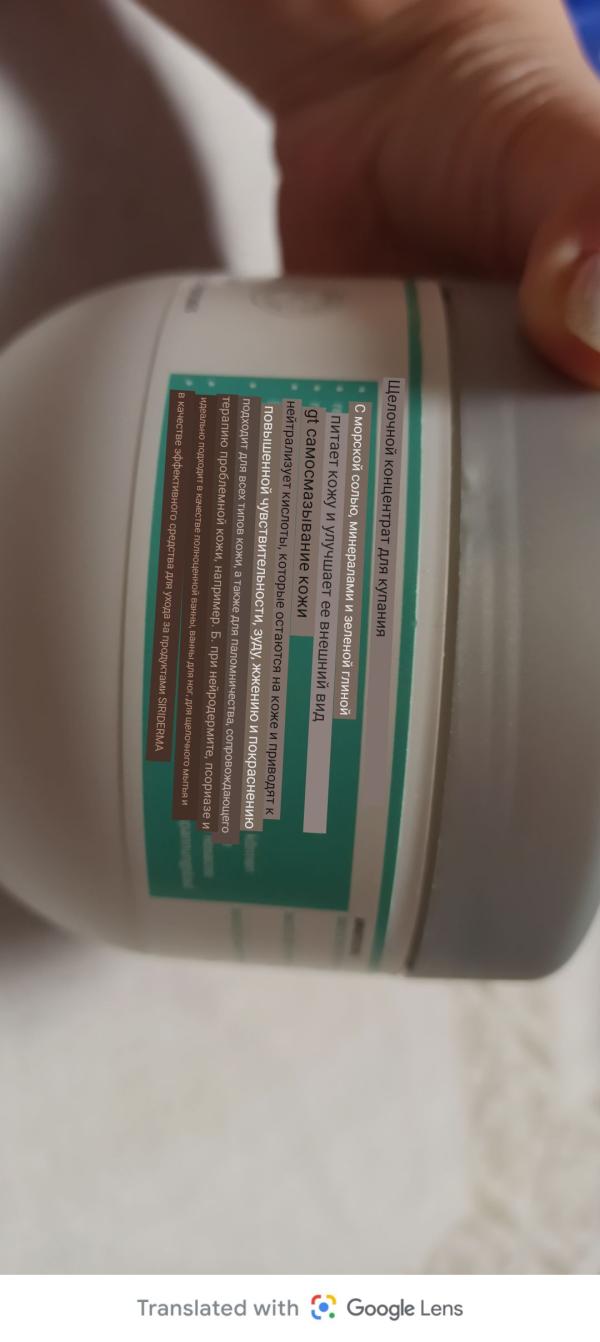 Щелочной концентрат для купания
С морской солью, минералами и зеленой глиной
питает кожу и улучшает ее внешний вид
gt самосмазывание кожи
нейтрализует кислоты, которые остаются на коже и приводят к
повышенной чувствительности, зуду, жжению и покраснению
подходит для всех типов кожи, а также для паломничества, сопровождающего
терапию проблемной кожи, например. Б. при нейродермите, псориазе и
идеально подходит в качестве полноценной ванны, ванны для ног, для щелочного мытья и
в качестве эффективного средства для ухода за продуктами SIRIDERMA
Translated with Google Lens